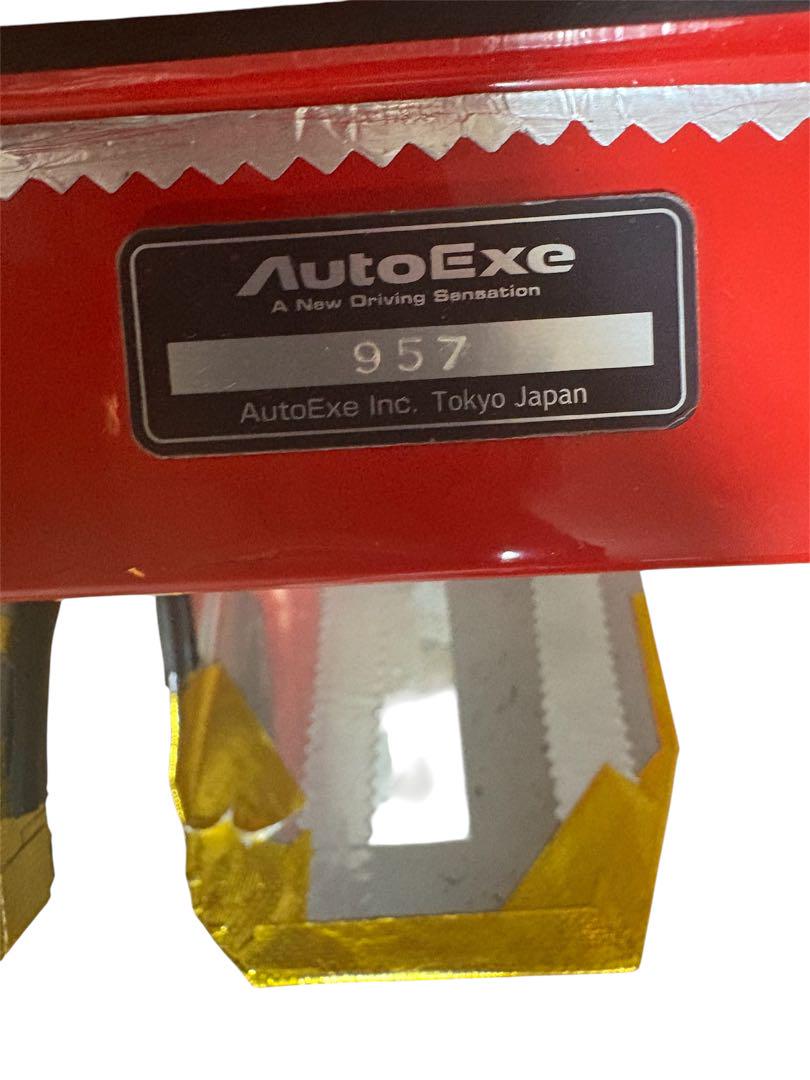 AutoExe
A New Driving Sensation
957
AutoExe Inc. Tokyo Japan